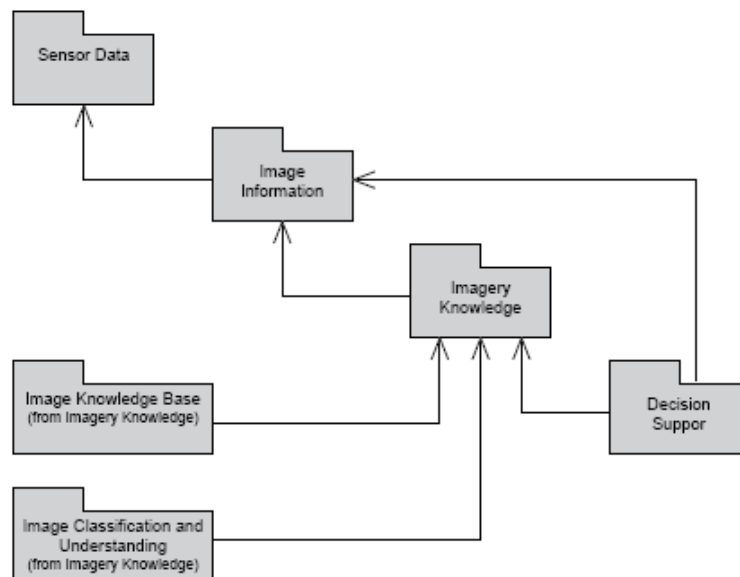 Sensor Data
Image
Information
Imagery
Knowledge
Image Knowledge Base
(from Imagery Knowledge)
Decision
Suppor
Image Classification and
Understanding
(from Imagery Knowledge)